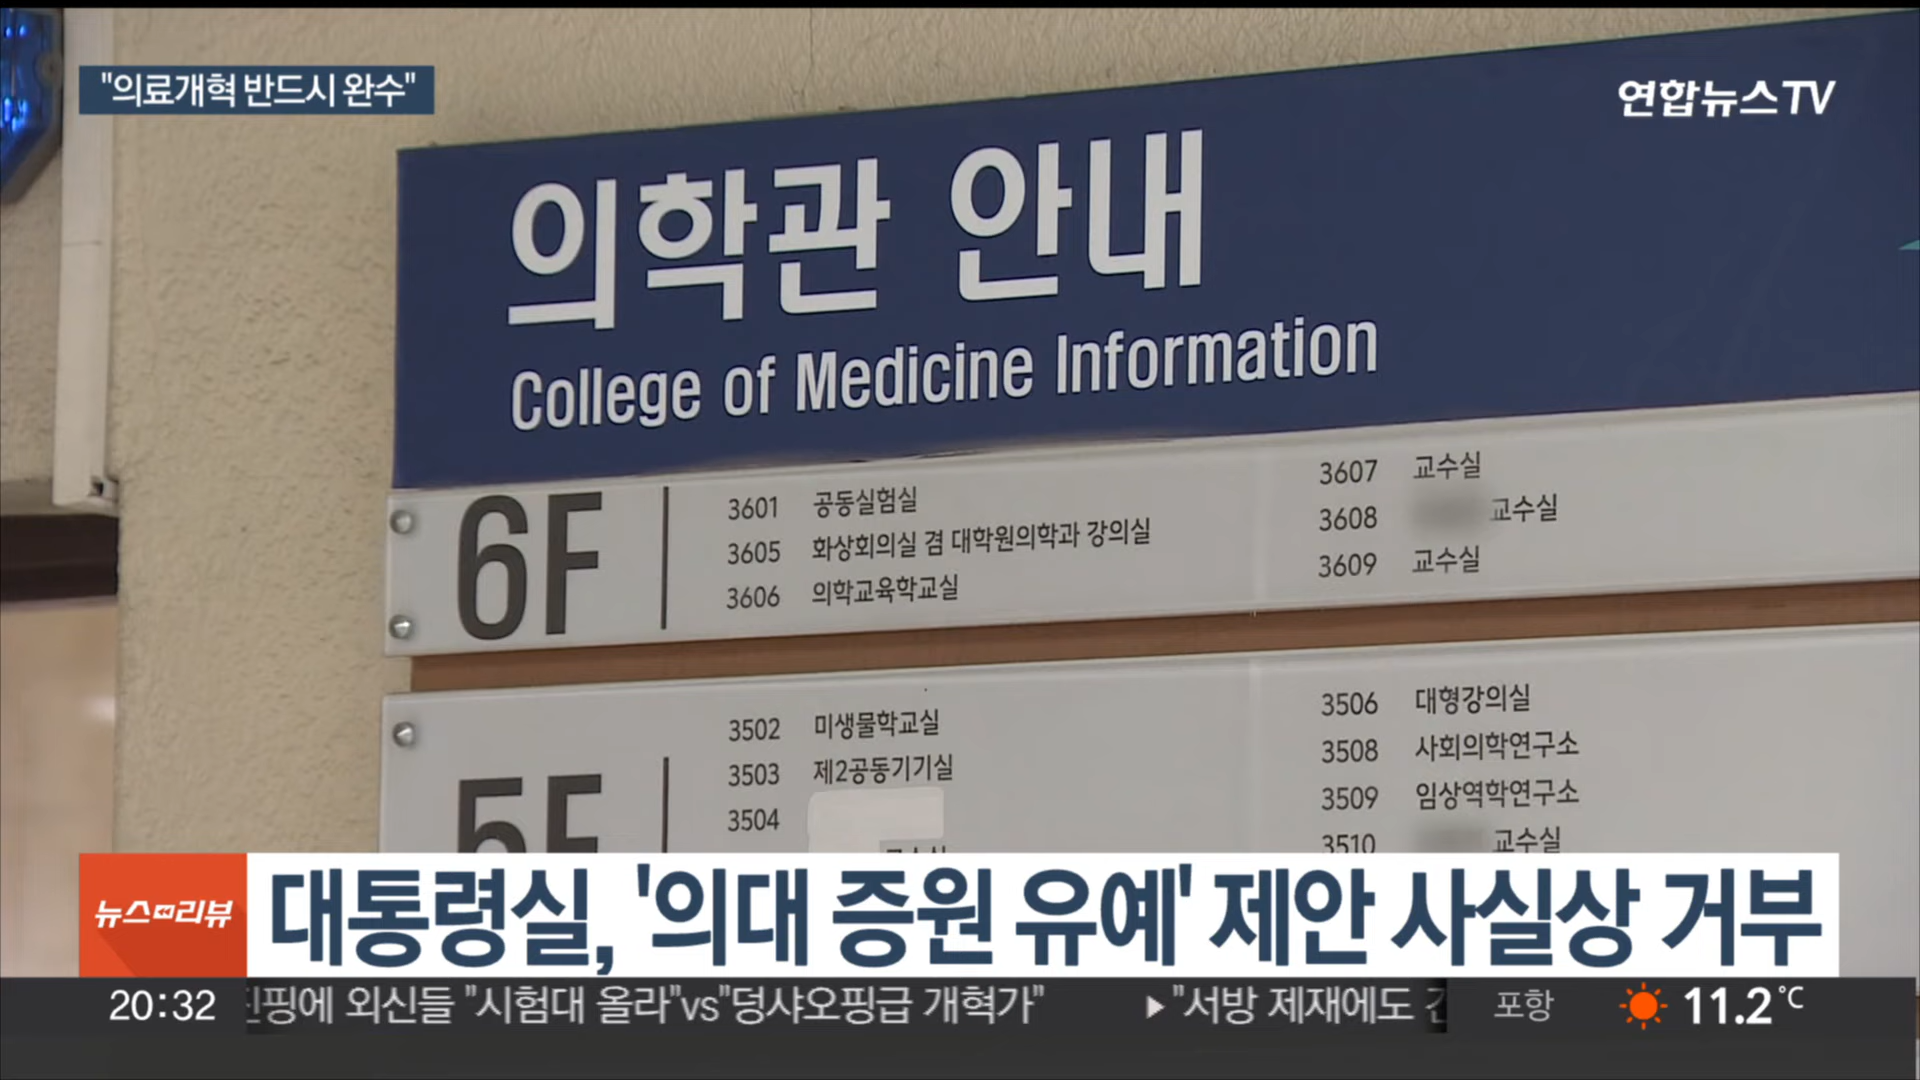 "의료개혁 반드시 완수"
연합뉴스TV
의학관 안내
College of Medicine Information
6F
3601 공동실험실
3605 화상회의실 겸 대학원의학과 강의실
3606 의학교육학교실
3607 교수실
3608 교수실
3609 교수실
5F
3502 미생물학교실
3503 제2공동기기실
3504
3506 대형강의실
3508 사회의학연구소
3509 임상역학연구소
3510 교수실
뉴스리뷰
대통령실, '의대 증원 유예' 제안 사실상 거부
20:32
외신들 "시험대 올라"vs"덩샤오핑급 개혁가" ▶"서방 제재에도
포항 11.2℃